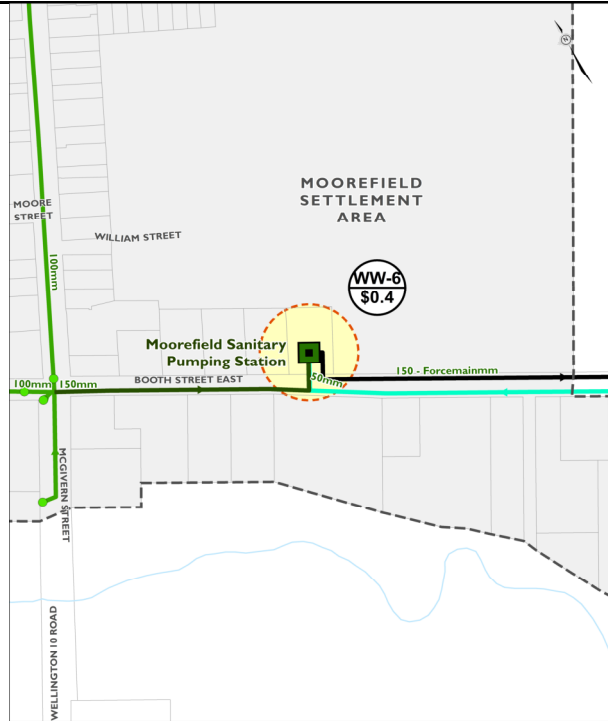 MOOREFIELD
SETTLEMENT
AREA
MOORE
STREET
WILLIAM STREET
100mm
WW-6
$0.4
Moorefield Sanitary
Pumping Station
150 - Forcemainmm
100mm
150mm
BOOTH STREET EAST
50mm
MCGIVERN STREET
WELLINGTON 10 ROAD